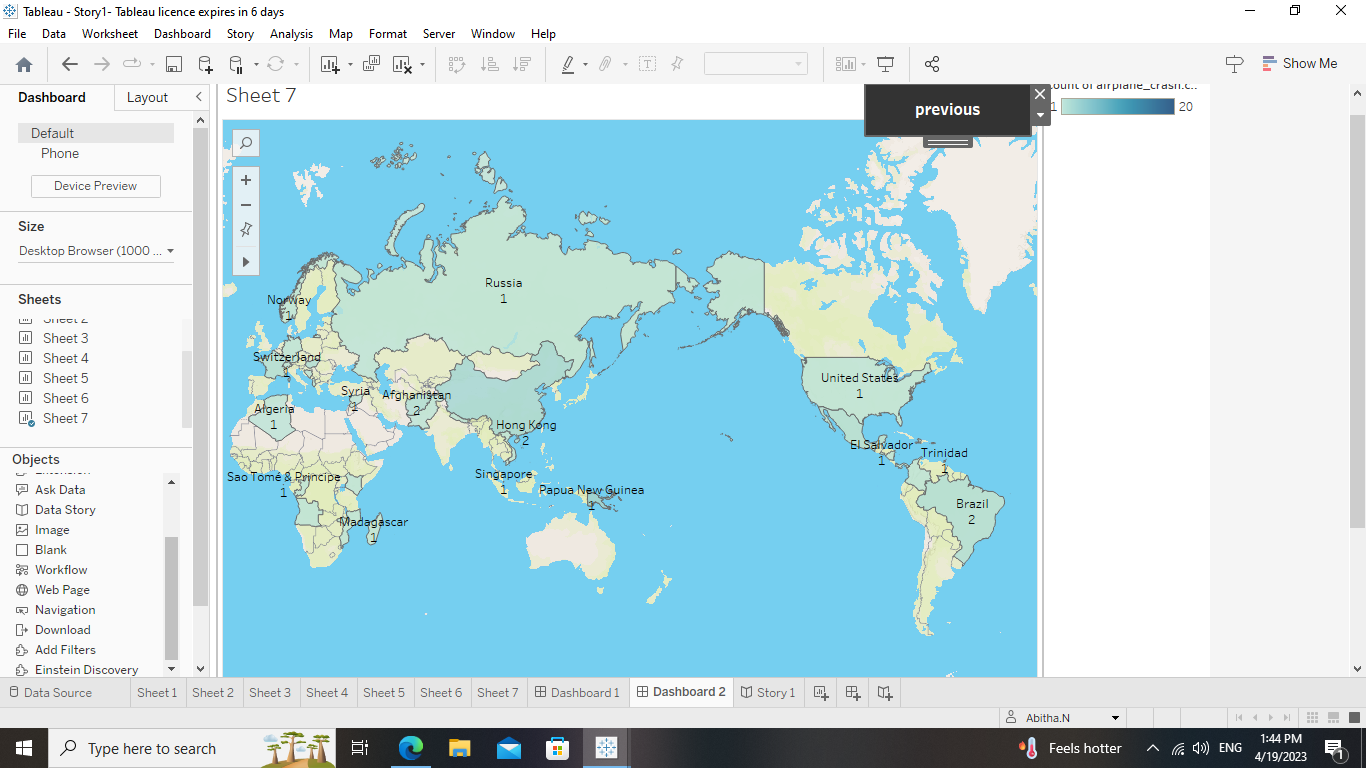 Tableau - Story1- Tableau licence expires in 6 days
File Data Worksheet Dashboard Story Analysis Map Format Server Window Help
Show Me
Dashboard Layout
Default
Phone
Device Preview
Size
Desktop Browser (1000 ...
Sheets
Sheet 2
Sheet 3
Sheet 4
Sheet 5
Sheet 6
Sheet 7
Objects
Extension
Ask Data
Data Story
Image
Blank
Workflow
Web Page
Navigation
Download
Add Filters
Einstein Discovery
Sheet 7
previous
count of airplane_crash.c...
1 20
Russia
1
Norway
1
Switzerland
1
Syria
1
Afghanistan
2
Algeria
1
Hong Kong
2
Sao Tomé & Principe
1
Singapore
1
Papua New Guinea
1
Madagascar
1
United States
1
El Salvador
1
Trinidad
1
Brazil
2
Data Source Sheet 1 Sheet 2 Sheet 3 Sheet 4 Sheet 5 Sheet 6 Sheet 7 Dashboard 1 Dashboard 2 Story 1
Abitha.N
Type here to search
Feels hotter
ENG
1:44 PM
4/19/2023
1